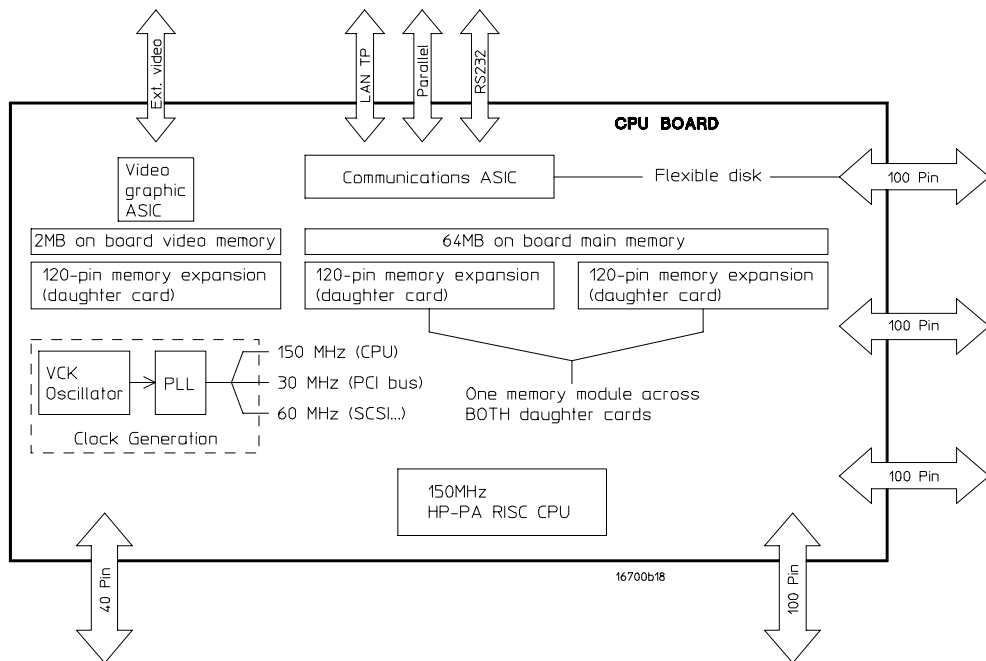 Ext. video
LAN TP
Parallel
RS232
CPU BOARD
Video
graphic
ASIC
Communications ASIC
Flexible disk
100 Pin
2MB on board video memory
64MB on board main memory
120-pin memory expansion
(daughter card)
120-pin memory expansion
(daughter card)
120-pin memory expansion
(daughter card)
100 Pin
VCK
Oscillator
PLL
150 MHz (CPU)
30 MHz (PCI bus)
60 MHz (SCSI...)
Clock Generation
One memory module across
BOTH daughter cards
100 Pin
150MHz
HP-PA RISC CPU
40 Pin
16700b18
100 Pin